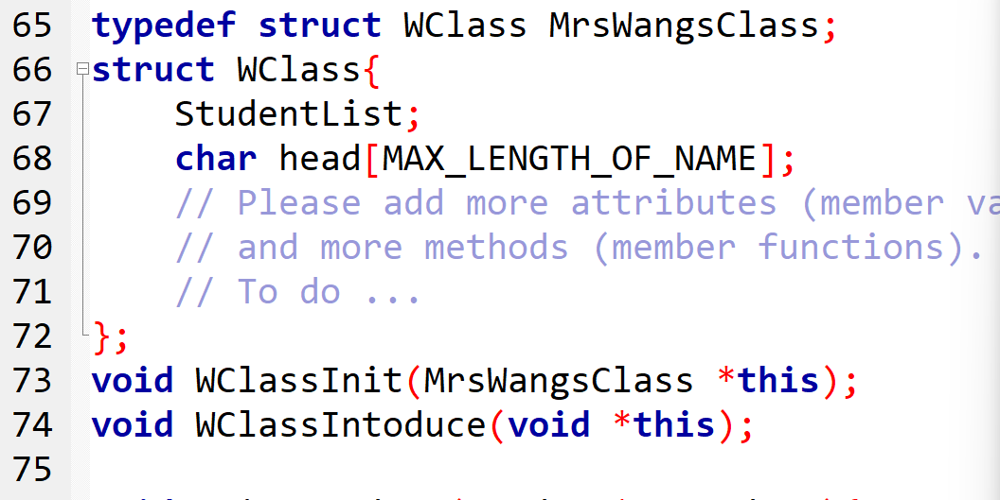 65 typedef struct WClass MrsWangsClass;
66 struct WClass{
67 StudentList;
68 char head[MAX_LENGTH_OF_NAME];
69 // Please add more attributes (member
70 // and more methods (member functions).
71 // To do ...
72 };
73 void WClassInit(MrsWangsClass *this);
74 void WClassIntoduce(void *this);
75